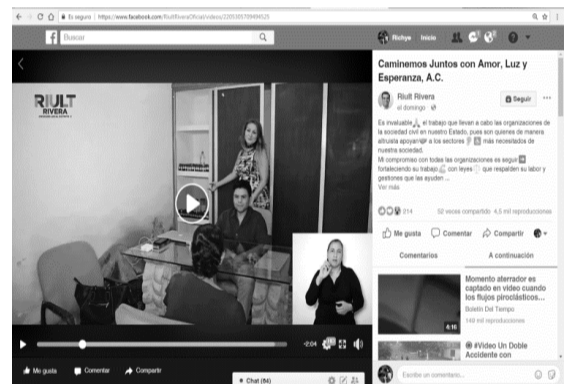 Es seguro | https://www.facebook.com/RiultRiveraOficial/videos/2205305709494525
Buscar
Richye Inicio
RIULT
RIVERA
Caminemos Juntos con Amor, Luz y
Esperanza, A.C.
Riult Rivera
el domingo
Seguir
Es invaluable el trabajo que llevan a cabo las organizaciones de
la sociedad civil en nuestro Estado, pues son quienes de manera
altruista apoyan a los sectores más necesitados de
nuestra sociedad.
Mi compromiso con todas las organizaciones es seguir
fortaleciendo su trabajo con leyes que respalden su labor y
gestiones que las ayuden ...
Ver más
214 52 veces compartido 4,5 mil reproducciones
Me gusta Comentar Compartir
Comentarios A continuación
Momento aterrador es
captado en video cuando
los flujos piroclásticos...
Boletin Del Tiempo
149 mil reproducciones
4:16
#Video Un Doble
Accidente con
-2:04
Me gusta Comentar Compartir
Chat (64)
Escribe un comentario...